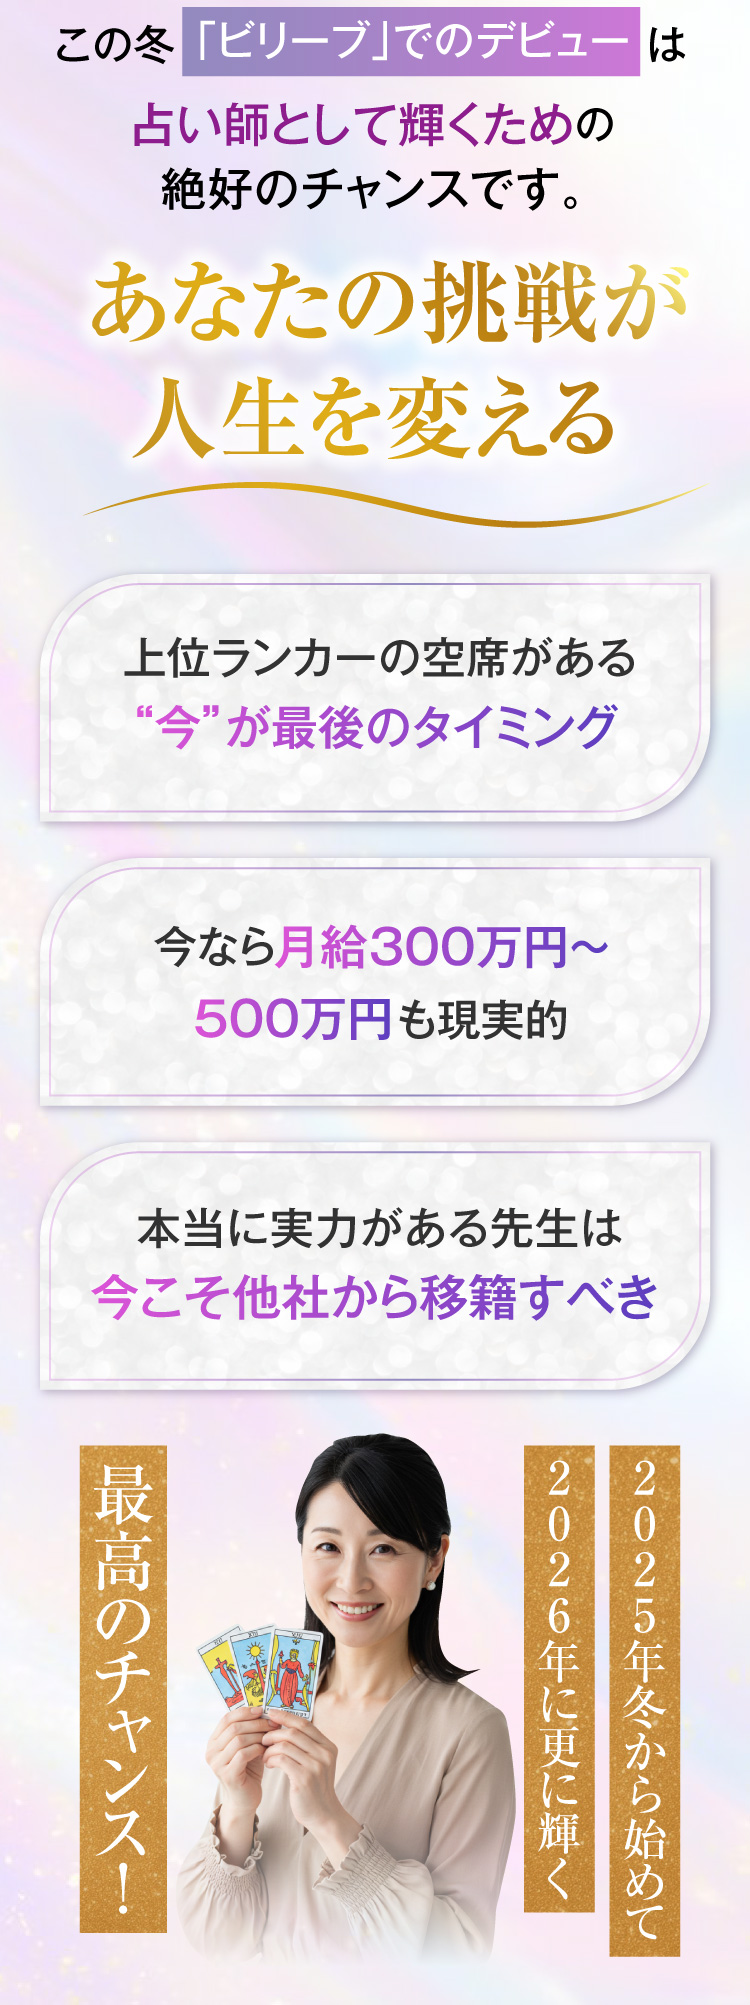 この冬「ビリーブ」でのデビューは
占い師として輝くための
絶好のチャンスです。
あなたの挑戦が
人生を変える
上位ランカーの空席がある
“今”が最後のタイミング
今なら月給300万円～
500万円も現実的
本当に実力がある先生は
今こそ他社から移籍すべき
2025年冬から始めて
2026年に更に輝く
最高のチャンス！